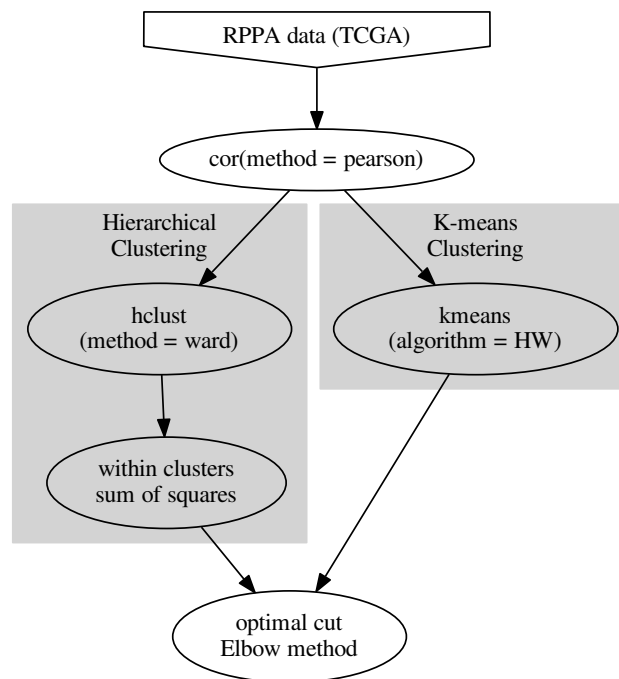 RPPA data (TCGA)
cor(method = pearson)
Hierarchical
Clustering
hclust
(method = ward)
within clusters
sum of squares
K-means
Clustering
kmeans
(algorithm = HW)
optimal cut
Elbow method